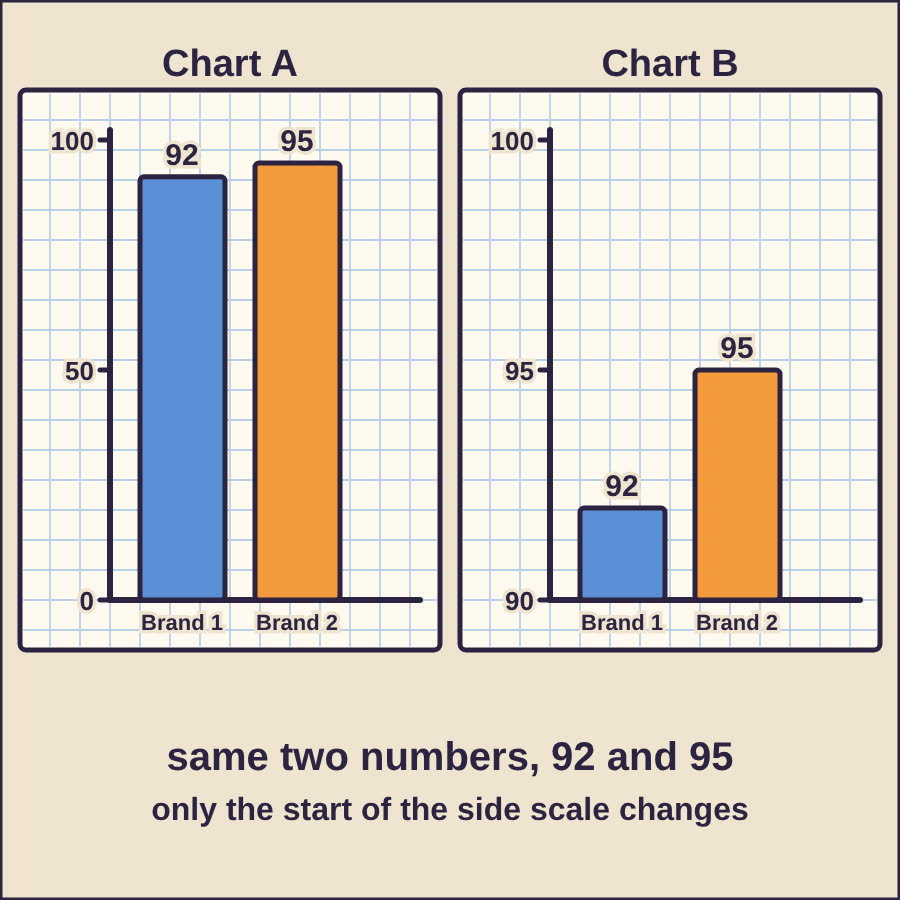 Chart A
100
92
95
50
0
Brand 1 Brand 2
Chart B
100
95
95
92
90
Brand 1 Brand 2
same two numbers, 92 and 95
only the start of the side scale changes